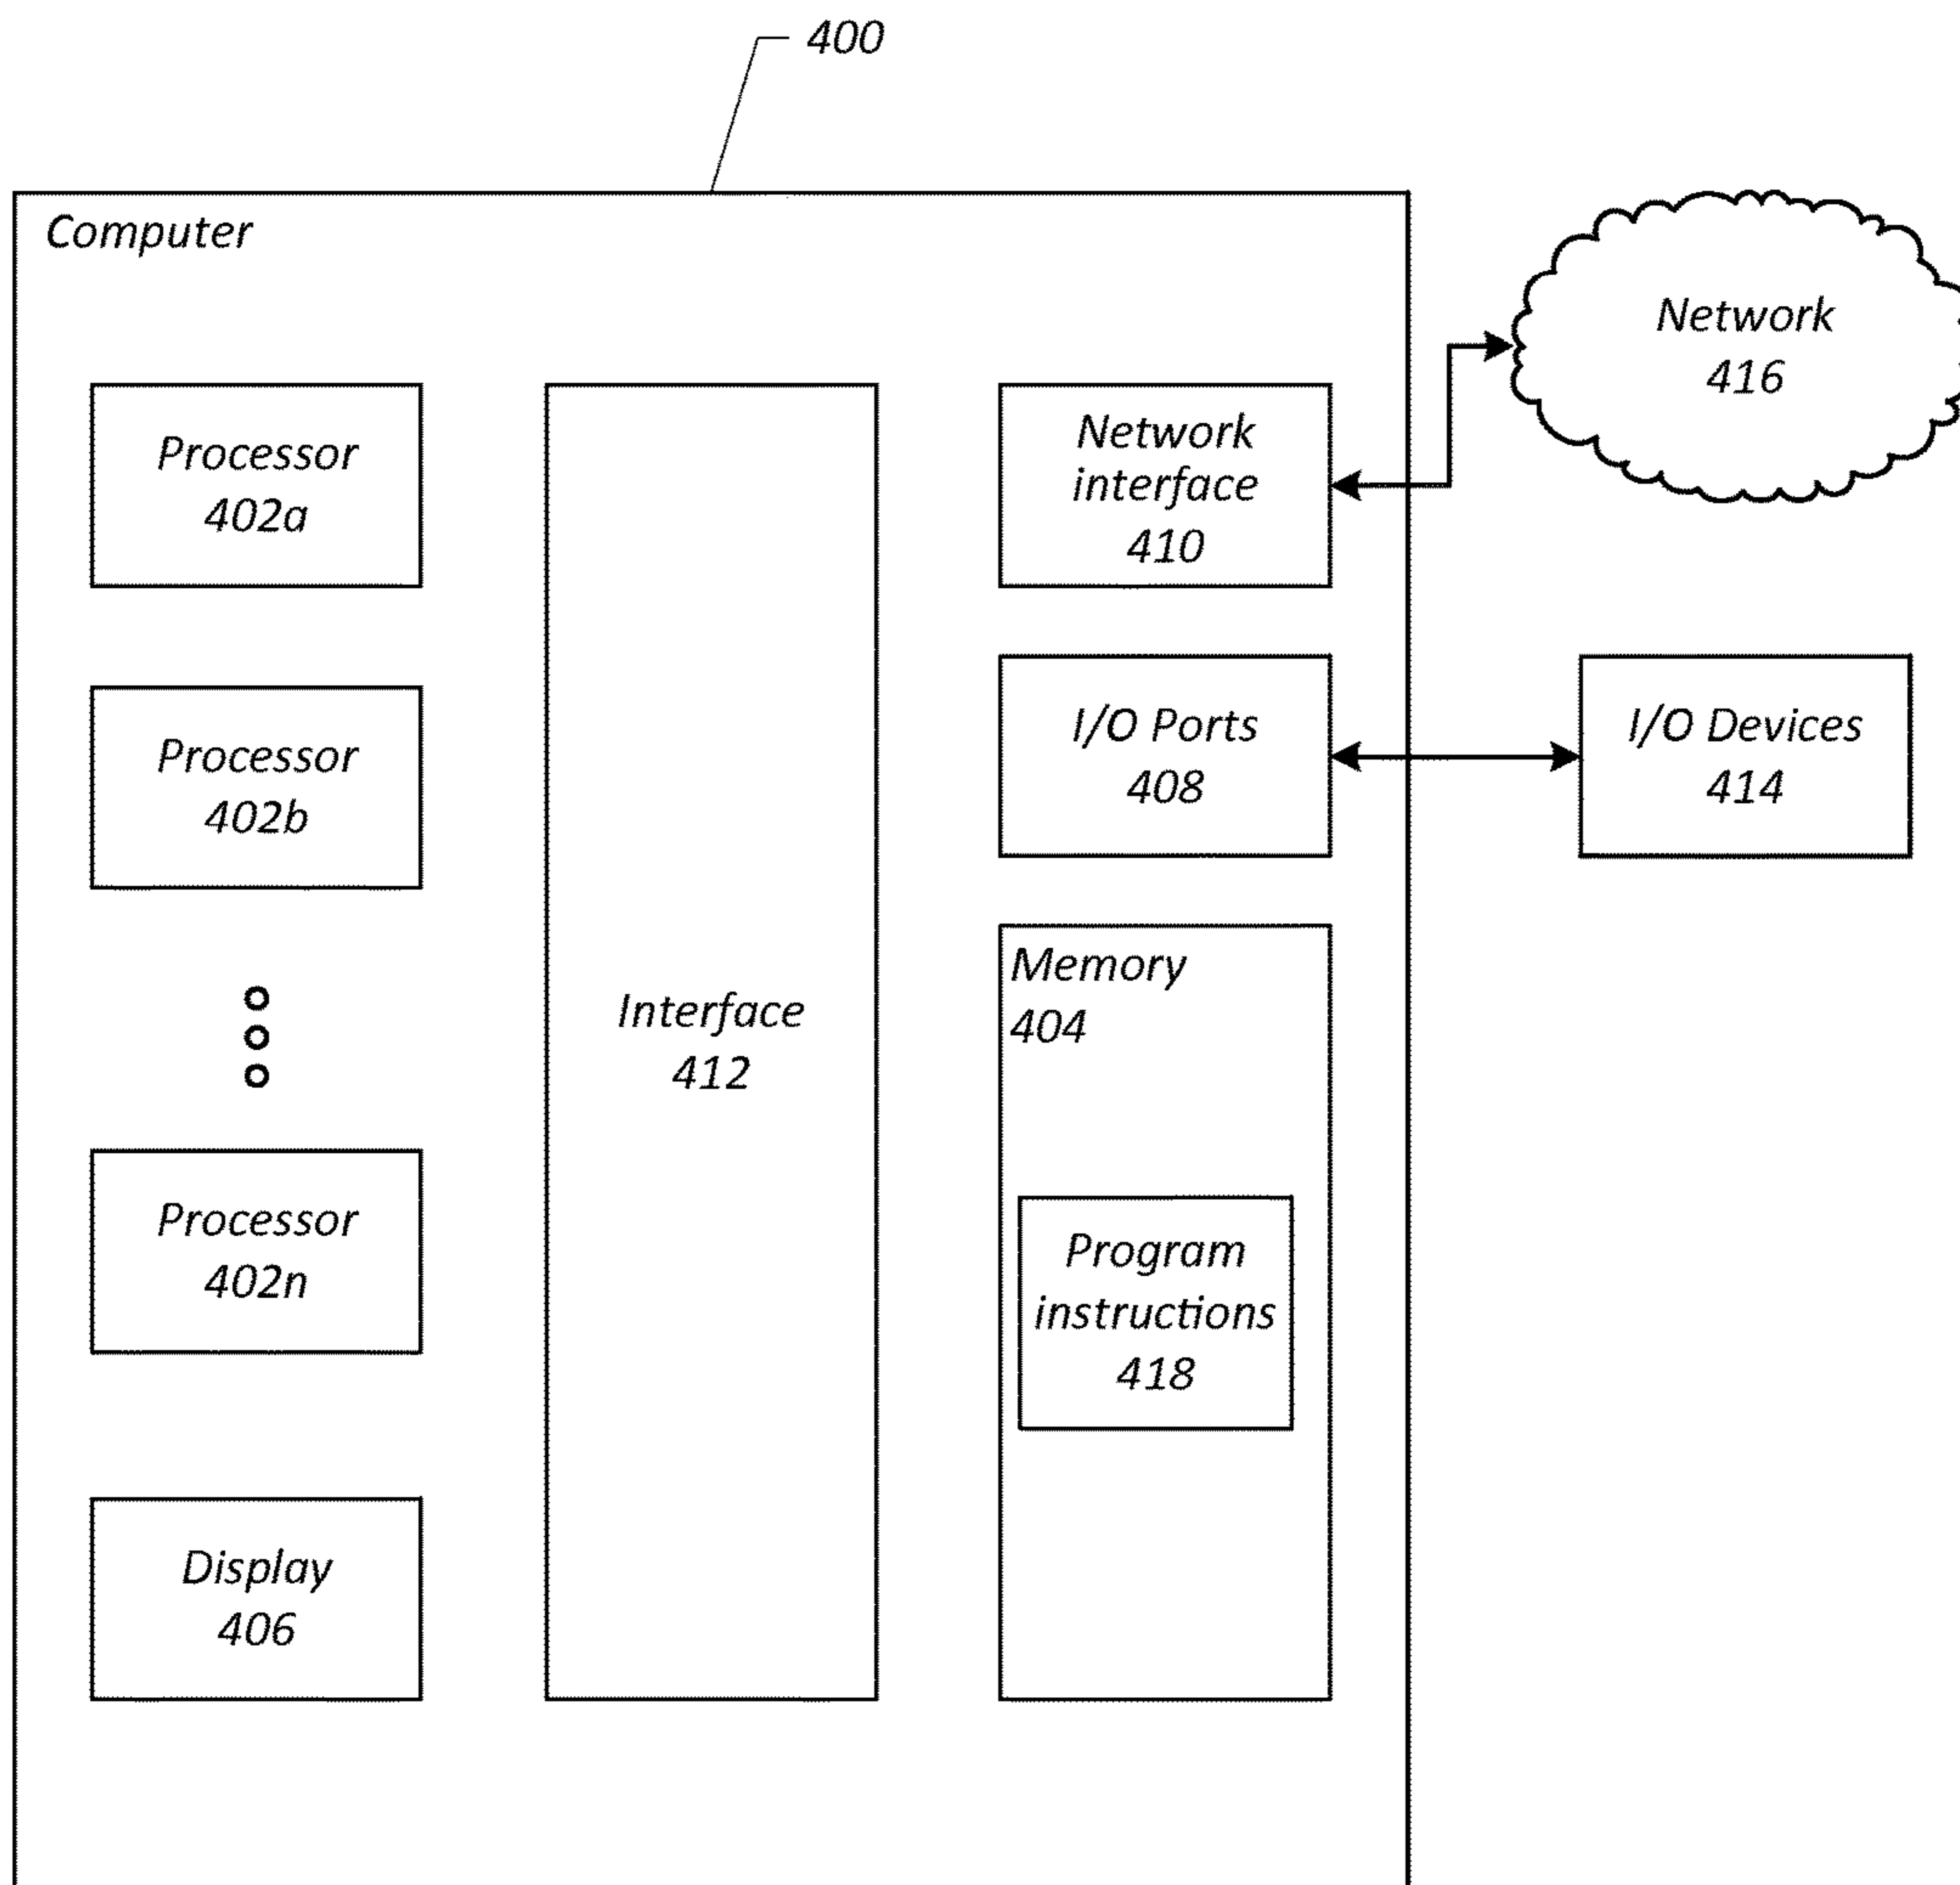 400
Computer
Processor
402a
Processor
402b
Processor
402n
Display
406
Interface
412
Network
interface
410
I/O Ports
408
Memory
404
Program
instructions
418
Network
416
I/O Devices
414